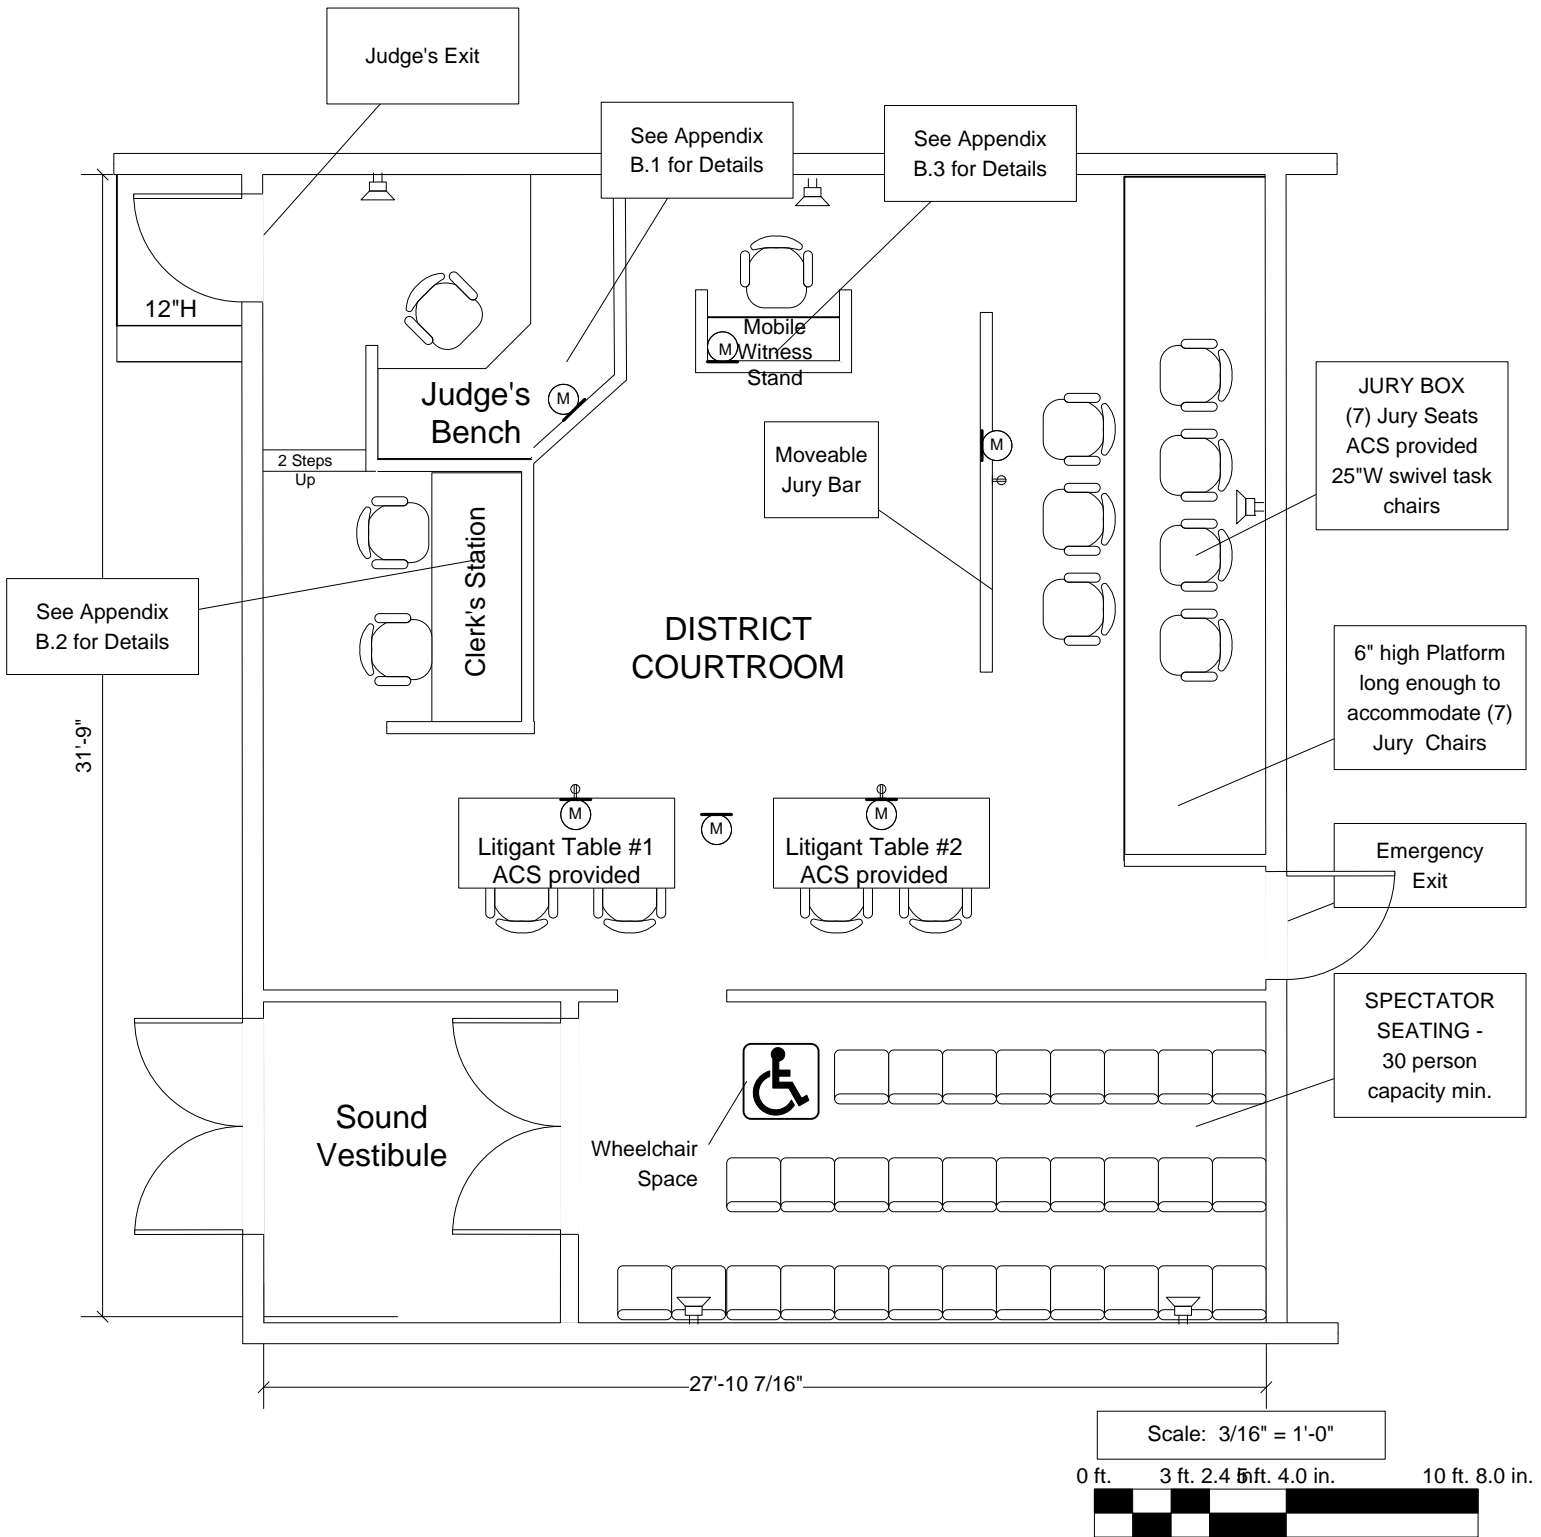 Judge's Exit
See Appendix
B.1 for Details
See Appendix
B.3 for Details
12"H
Mobile
Witness
Stand
M
Judge's
Bench
M
2 Steps
Up
Moveable
Jury Bar
M
JURY BOX
(7) Jury Seats
ACS provided
25"W swivel task
chairs
See Appendix
B.2 for Details
Clerk's Station
DISTRICT
COURTROOM
6" high Platform
long enough to
accommodate (7)
Jury Chairs
31'-9"
M
Litigant Table #1
ACS provided
M
M
Litigant Table #2
ACS provided
Emergency
Exit
SPECTATOR
SEATING -
30 person
capacity min.
Sound
Vestibule
Wheelchair
Space
27'-10 7/16"
Scale: 3/16" = 1'-0"
0 ft. 3 ft. 2.4 in. 5 ft. 4.0 in. 10 ft. 8.0 in.